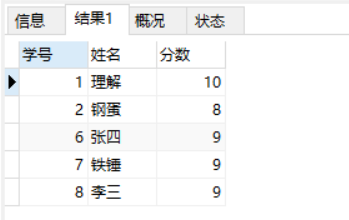 信息 结果1 概况 状态
学号 姓名 分数
1 理解 10
2 钢蛋 8
6 张四 9
7 铁锤 9
8 李三 9